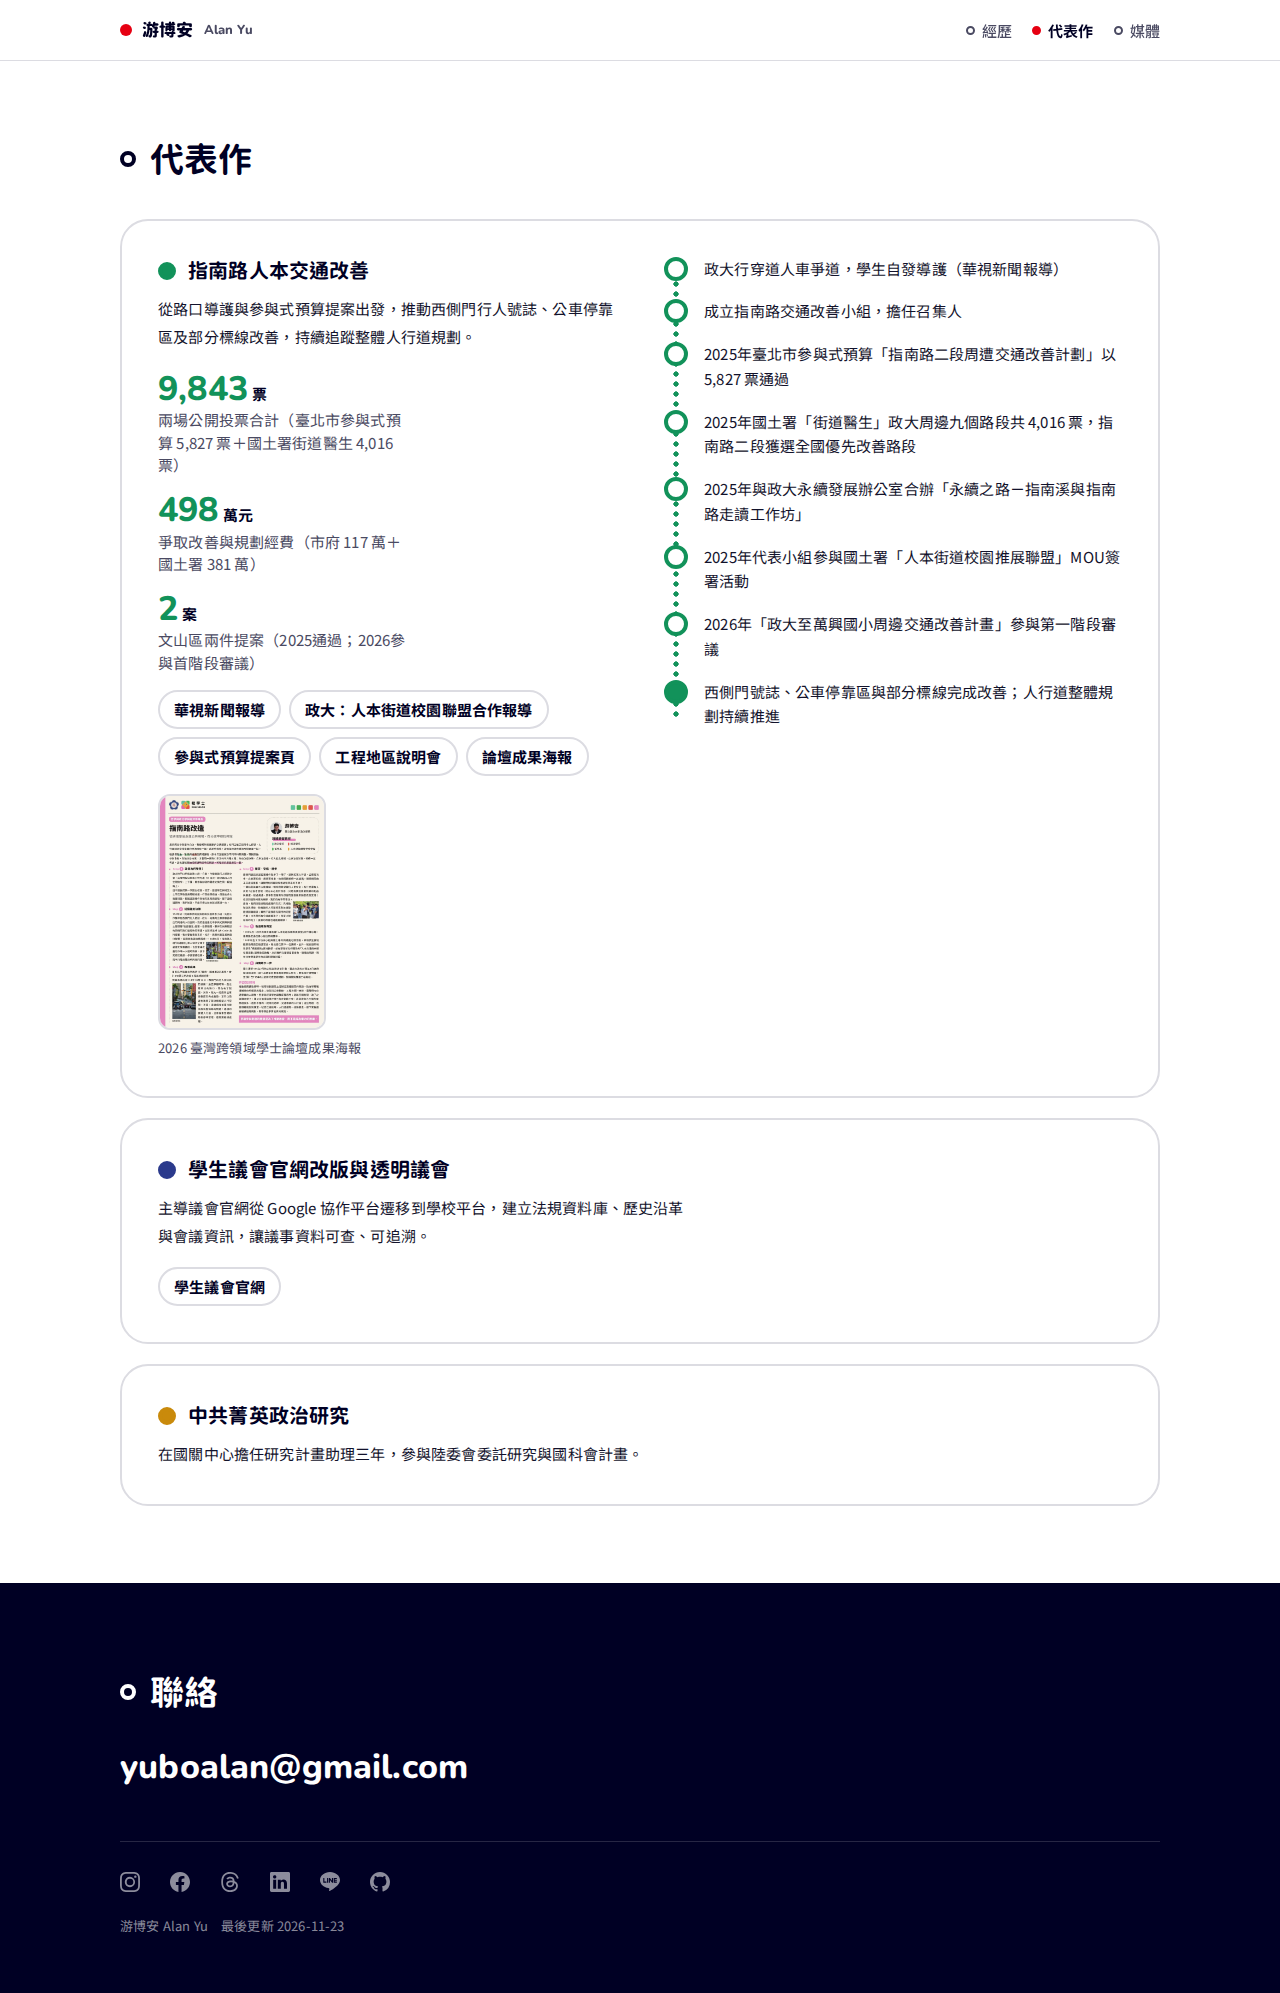 游博安 Alan Yu
經歷
代表作
媒體
代表作
指南路人本交通改善
從路口導護與參與式預算提案出發，推動西側門行人號誌、公車停靠
區及部分標線改善，持續追蹤整體人行道規劃。
9,843 票
兩場公開投票合計（臺北市參與式預
算 5,827 票＋國土署街道醫生 4,016
票）
498 萬元
爭取改善與規劃經費（市府 117 萬＋
國土署 381 萬）
2 案
文山區兩件提案（2025通過；2026參
與首階段審議）
華視新聞報導
政大：人本街道校園聯盟合作報導
參與式預算提案頁
工程地區說明會
論壇成果海報
指南路改造
2026 臺灣跨領域學士論壇成果海報
政大行穿道人車爭道，學生自發導護（華視新聞報導）
成立指南路交通改善小組，擔任召集人
2025年臺北市參與式預算「指南路二段周遭交通改善計劃」以
5,827 票通過
2025年國土署「街道醫生」政大周邊九個路段共 4,016 票，指
南路二段獲選全國優先改善路段
2025年與政大永續發展辦公室合辦「永續之路－指南溪與指南
路走讀工作坊」
2025年代表小組參與國土署「人本街道校園推展聯盟」MOU簽
署活動
2026年「政大至萬興國小周邊交通改善計畫」參與第一階段審
議
西側門號誌、公車停靠區與部分標線完成改善；人行道整體規
劃持續推進
學生議會官網改版與透明議會
主導議會官網從 Google 協作平台遷移到學校平台，建立法規資料庫、歷史沿革
與會議資訊，讓議事資料可查、可追溯。
學生議會官網
中共菁英政治研究
在國關中心擔任研究計畫助理三年，參與陸委會委託研究與國科會計畫。
聯絡
yuboalan@gmail.com
游博安 Alan Yu 最後更新 2026-11-23